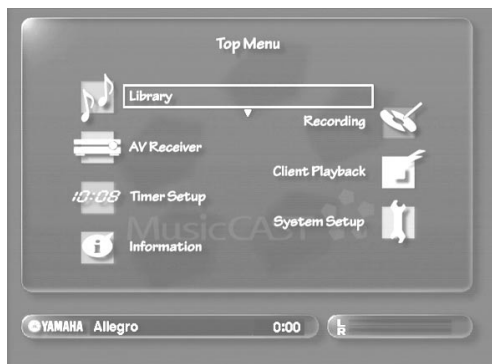 Top Menu
Library
Recording
AV Receiver
Client Playback
10:08 Timer Setup
System Setup
MusicCAST
i Information
YAMAHA Allegro 0:00 L
R